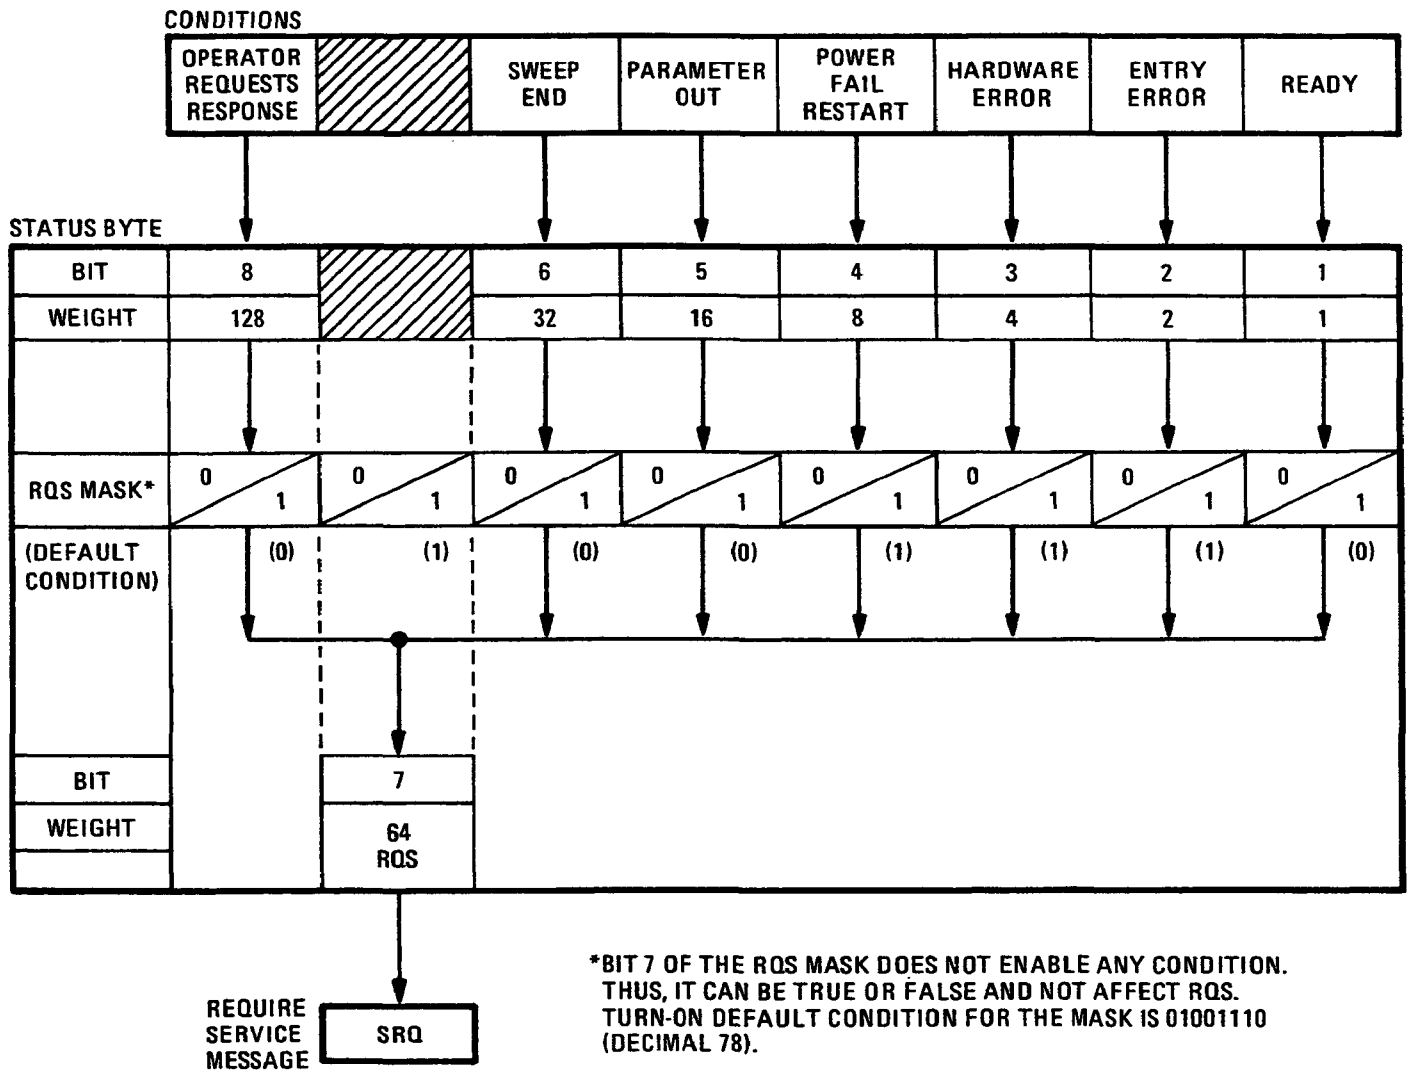 CONDITIONS
OPERATOR REQUESTS RESPONSE
SWEEP END
PARAMETER OUT
POWER FAIL RESTART
HARDWARE ERROR
ENTRY ERROR
READY
STATUS BYTE
BIT 8 6 5 4 3 2 1
WEIGHT 128 32 16 8 4 2 1
RQS MASK* 0 1 0 1 0 1 0 1 0 1 0 1 0 1 0 1
(DEFAULT CONDITION) (0) (1) (0) (0) (1) (1) (1) (0)
BIT 7
WEIGHT 64 RQS
REQUIRE SERVICE MESSAGE
SRQ
*BIT 7 OF THE RQS MASK DOES NOT ENABLE ANY CONDITION.
THUS, IT CAN BE TRUE OR FALSE AND NOT AFFECT RQS.
TURN-ON DEFAULT CONDITION FOR THE MASK IS 01001110
(DECIMAL 78).